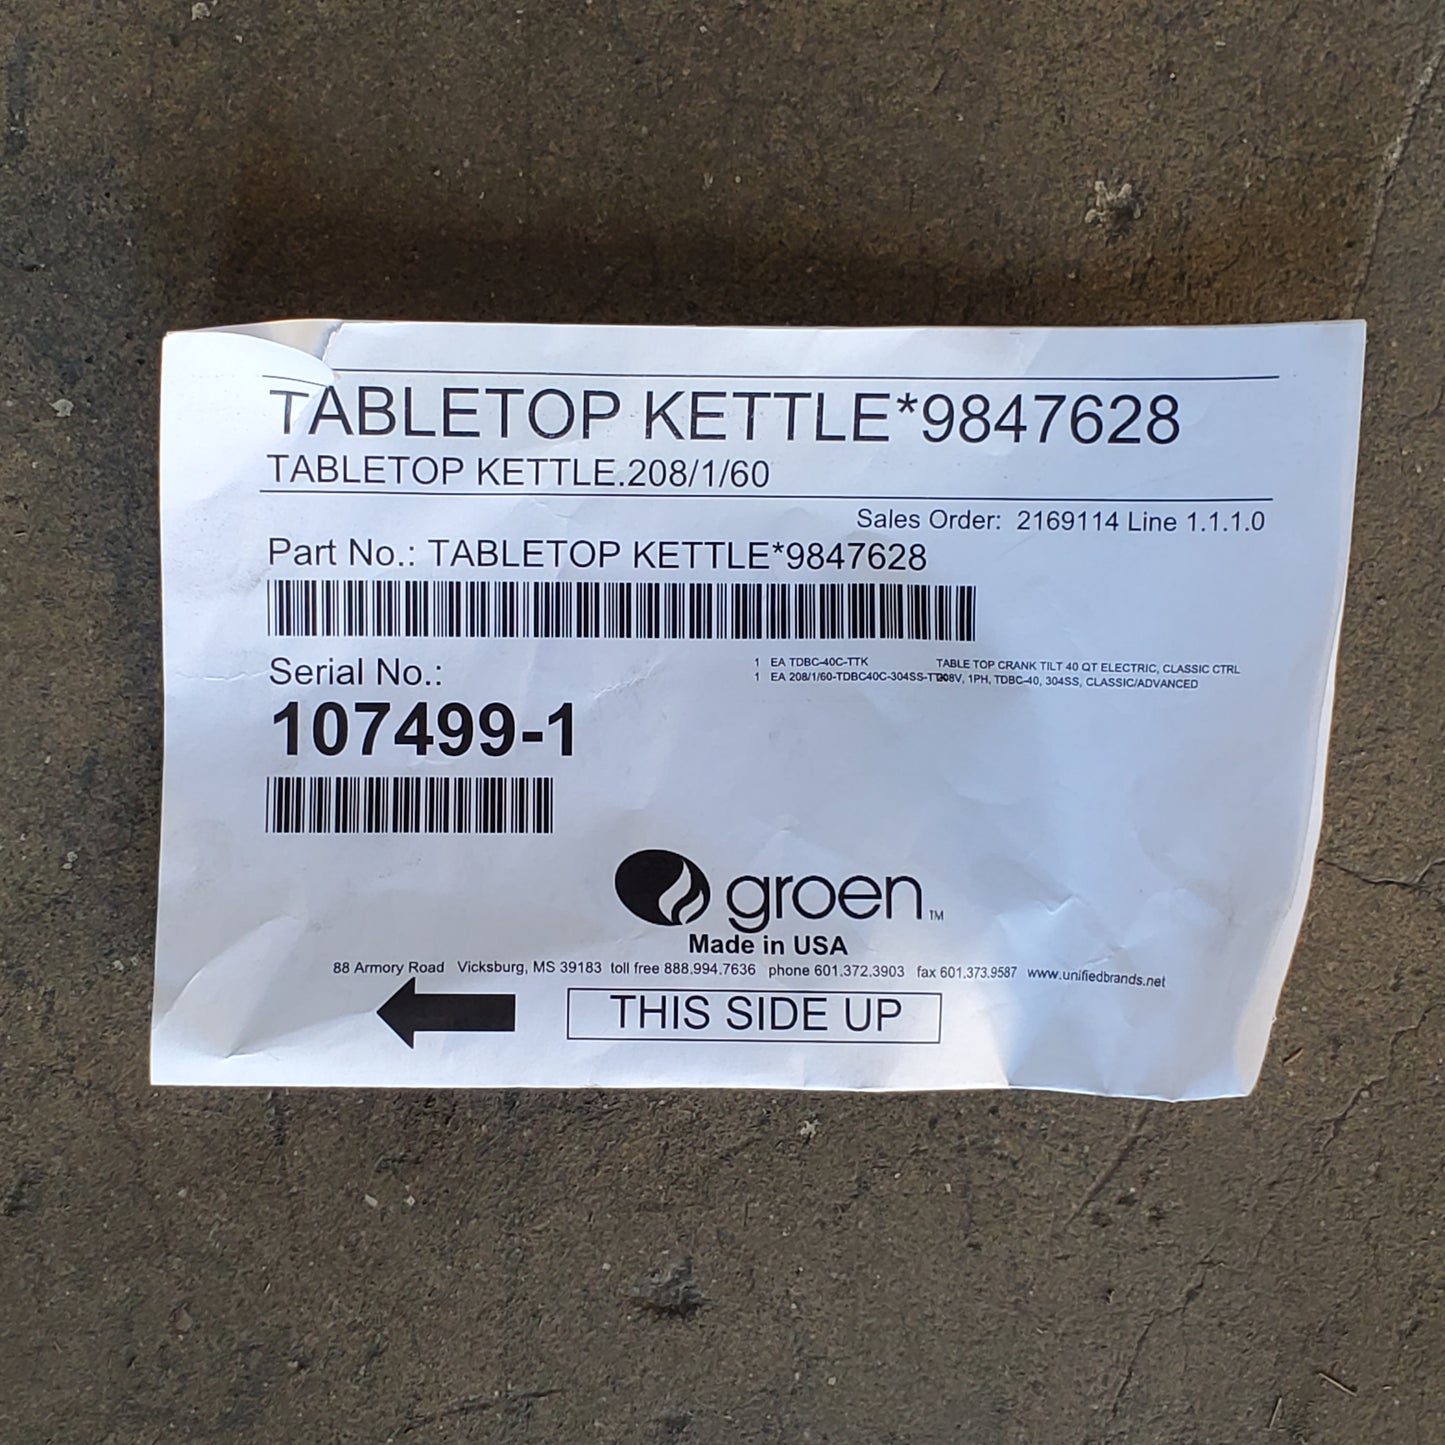 TABLETOP KETTLE*9847628
TABLETOP KETTLE.208/1/60
Sales Order: 2169114 Line 1.1.1.0
Part No.: TABLETOP KETTLE*9847628
Serial No.:
1 EA TDBC-40C-TTK TABLE TOP CRANK TILT 40 QT ELECTRIC, CLASSIC CTRL
1 EA 208/1/60-TDBC40C-304SS-T 208V, 1PH, TDBC-40, 304SS, CLASSIC/ADVANCED
107499-1
groen™
Made in USA
88 Armory Road Vicksburg, MS 39183 toll free 888.994.7636 phone 601.372.3903 fax 601.373.9587 www.unifiedbrands.net
THIS SIDE UP